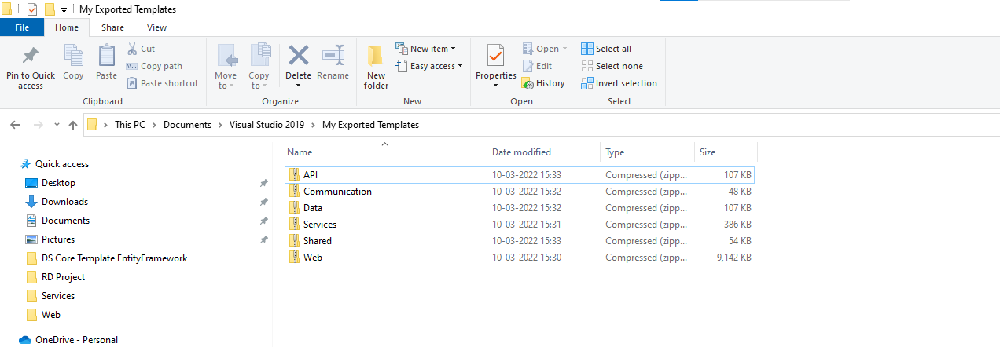 My Exported Templates
File Home Share View
Pin to Quick access
Copy
Paste
Cut
Copy path
Paste shortcut
Clipboard
Move to
Copy to
Delete
Rename
Organize
New folder
New item
Easy access
New
Properties
Open
Edit
History
Open
Select all
Select none
Invert selection
Select
This PC > Documents > Visual Studio 2019 > My Exported Templates
Quick access
Desktop
Downloads
Documents
Pictures
DS Core Template EntityFramework
RD Project
Services
Web
OneDrive - Personal
Name Date modified Type Size
API 10-03-2022 15:33 Compressed (zipp... 107 KB
Communication 10-03-2022 15:32 Compressed (zipp... 48 KB
Data 10-03-2022 15:32 Compressed (zipp... 107 KB
Services 10-03-2022 15:31 Compressed (zipp... 386 KB
Shared 10-03-2022 15:33 Compressed (zipp... 54 KB
Web 10-03-2022 15:30 Compressed (zipp... 9,142 KB